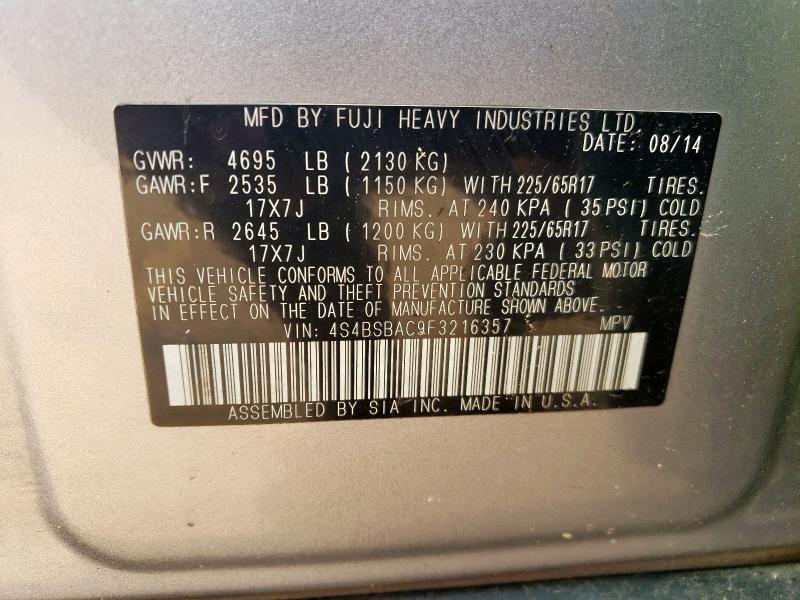 MFD BY FUJI HEAVY INDUSTRIES LTD.
DATE: 08/14
GVWR: 4695 LB ( 2130 KG)
GAWR:F 2535 LB ( 1150 KG) WITH 225/65R17 TIRES.
17X7J RIMS. AT 240 KPA ( 35 PSI) COLD
GAWR:R 2645 LB ( 1200 KG) WITH 225/65R17 TIRES.
17X7J RIMS. AT 230 KPA ( 33 PSI) COLD
THIS VEHICLE CONFORMS TO ALL APPLICABLE FEDERAL MOTOR
VEHICLE SAFETY AND THEFT PREVENTION STANDARDS
IN EFFECT ON THE DATE OF MANUFACTURE SHOWN ABOVE.
VIN: 4S4BSBAC9F3216357 MPV
ASSEMBLED BY SIA INC. MADE IN U.S.A.